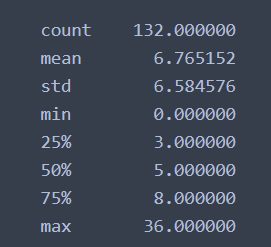 count 132.000000
mean 6.765152
std 6.584576
min 0.000000
25% 3.000000
50% 5.000000
75% 8.000000
max 36.000000